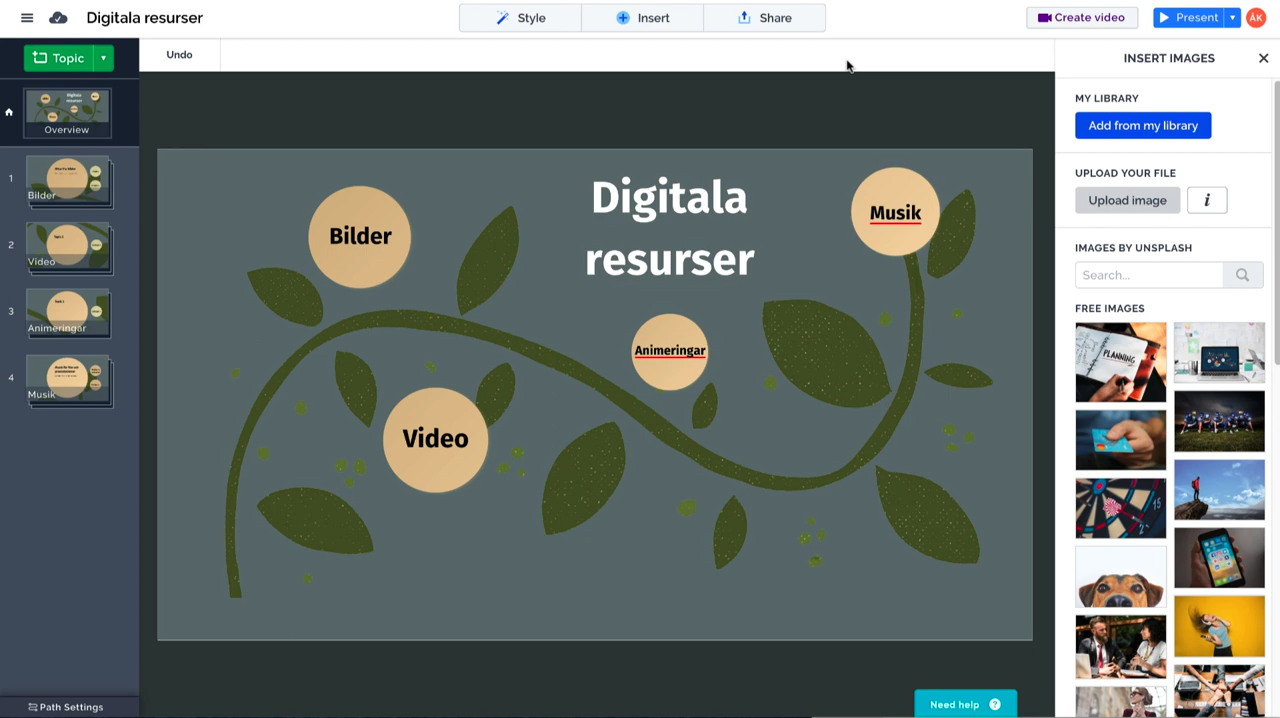 Digitala resurser
Style
Insert
Share
Create video
Present
ÅK
Topic
Undo
INSERT IMAGES
MY LIBRARY
Add from my library
UPLOAD YOUR FILE
Upload image
i
IMAGES BY UNSPLASH
Search...
FREE IMAGES
PLANNING
Overview
1
Bilder
2
Video
3
Animeringar
4
Musik
Path Settings
Digitala
resurser
Bilder
Musik
Animeringar
Video
Need help ?